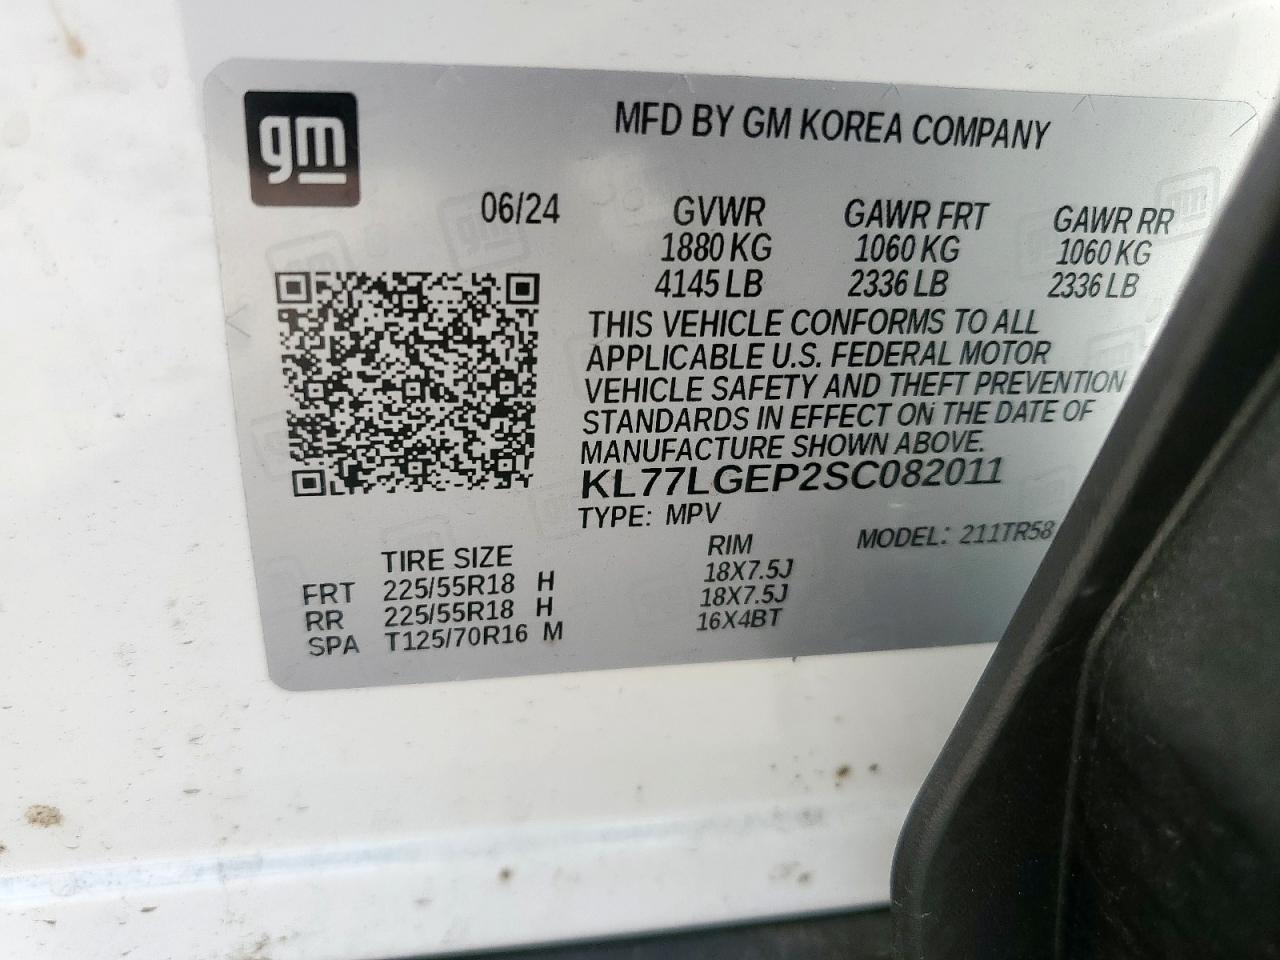 gm
MFD BY GM KOREA COMPANY
06/24 GVWR GAWR FRT GAWR RR
1880 KG 1060 KG 1060 KG
4145 LB 2336 LB 2336 LB
THIS VEHICLE CONFORMS TO ALL
APPLICABLE U.S. FEDERAL MOTOR
VEHICLE SAFETY AND THEFT PREVENTION
STANDARDS IN EFFECT ON THE DATE OF
MANUFACTURE SHOWN ABOVE.
KL77LGEP2SC082011
TYPE: MPV
MODEL: 211TR58
TIRE SIZE RIM
FRT 225/55R18 H 18X7.5J
RR 225/55R18 H 18X7.5J
SPA T125/70R16 M 16X4BT